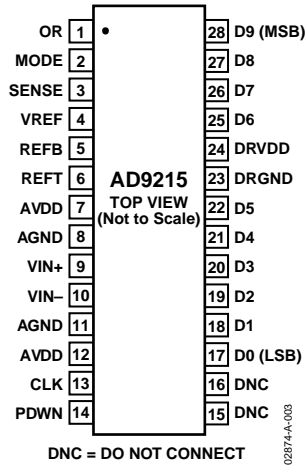 OR 1 28 D9 (MSB)
MODE 2 27 D8
SENSE 3 26 D7
VREF 4 25 D6
REFB 5 24 DRVDD
REFT 6 AD9215 23 DRGND
AVDD 7 TOP VIEW 22 D5
AGND 8 (Not to Scale) 21 D4
VIN+ 9 20 D3
VIN– 10 19 D2
AGND 11 18 D1
AVDD 12 17 D0 (LSB)
CLK 13 16 DNC
PDWN 14 15 DNC
DNC = DO NOT CONNECT
02874-A-003